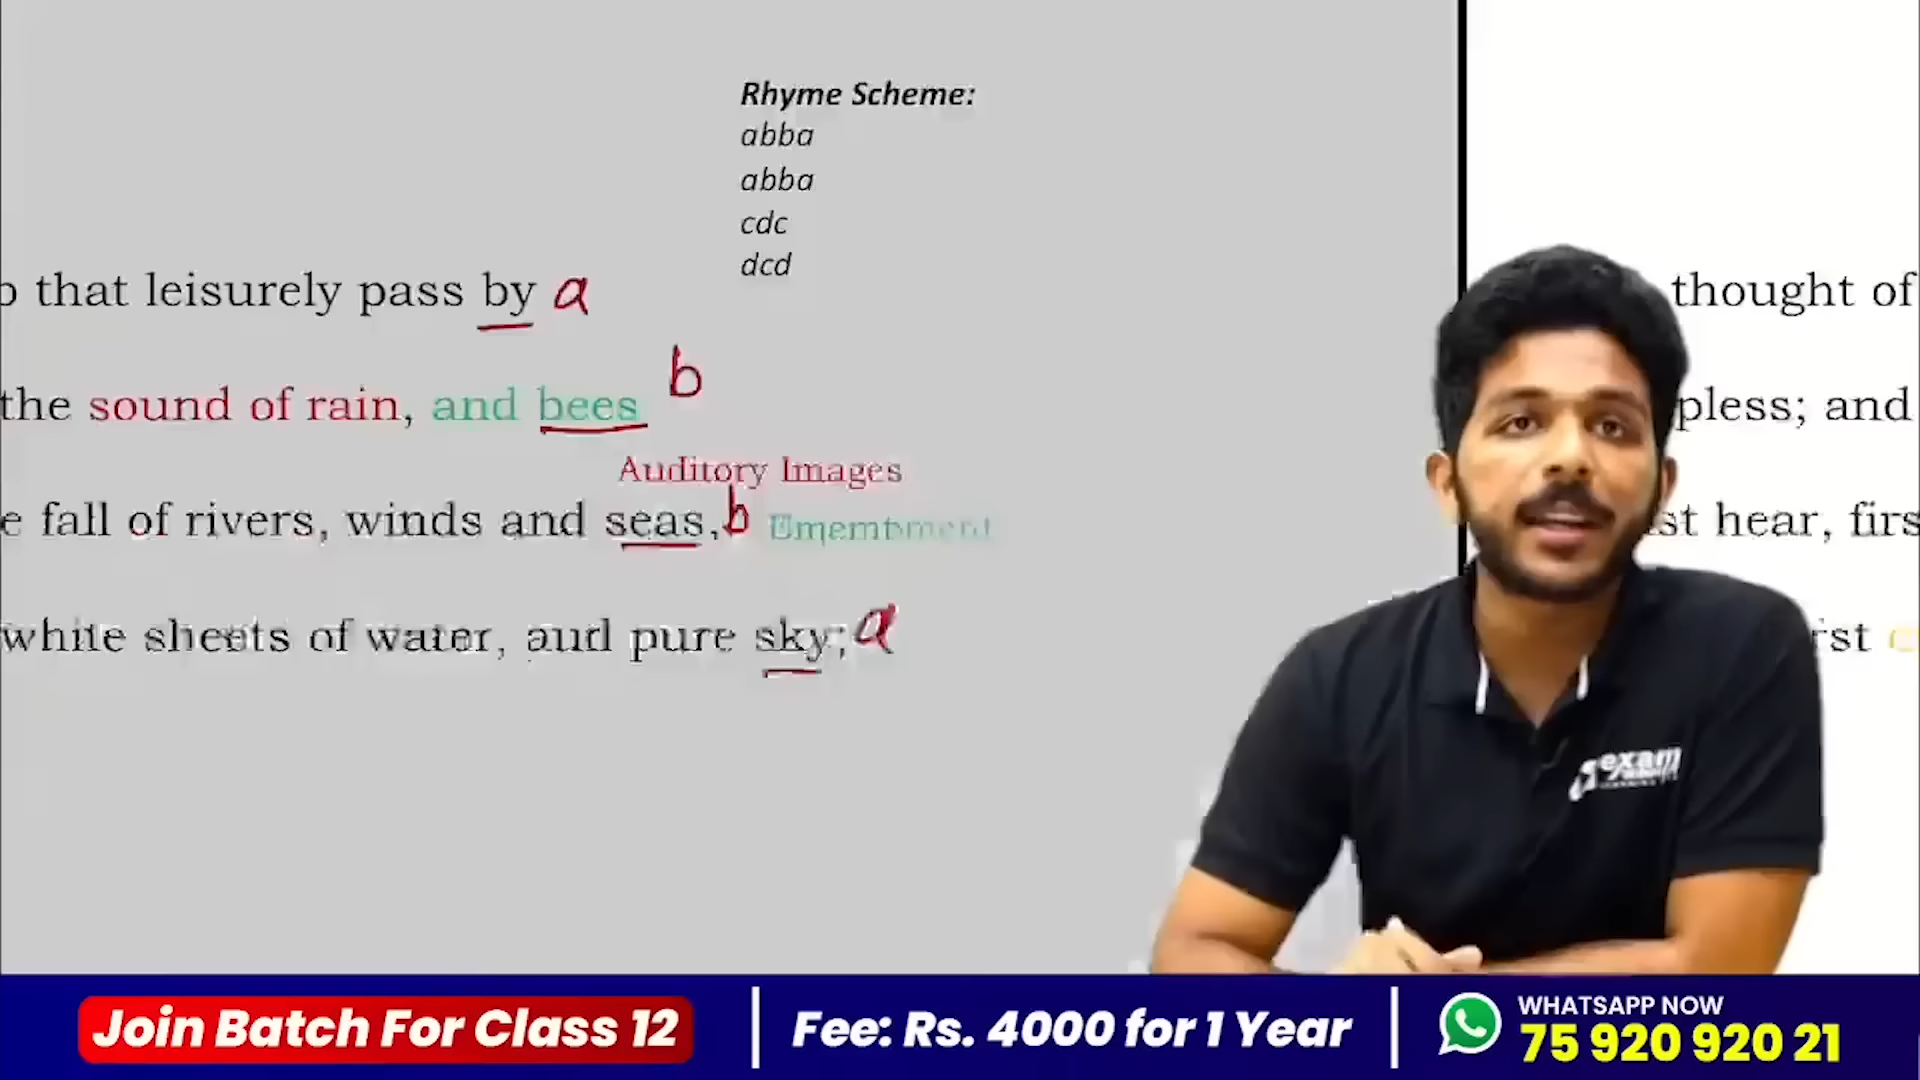 Rhyme Scheme:
abba
abba
cdc
dcd
that leisurely pass by a
the sound of rain, and bees b
Auditory Images
fall of rivers, winds and seas, b
white sheets of water, and pure sky; a
thought of
pless; and
st hear, firs
rst
exam
Join Batch For Class 12
Fee: Rs. 4000 for 1 Year
WHATSAPP NOW
75 920 920 21